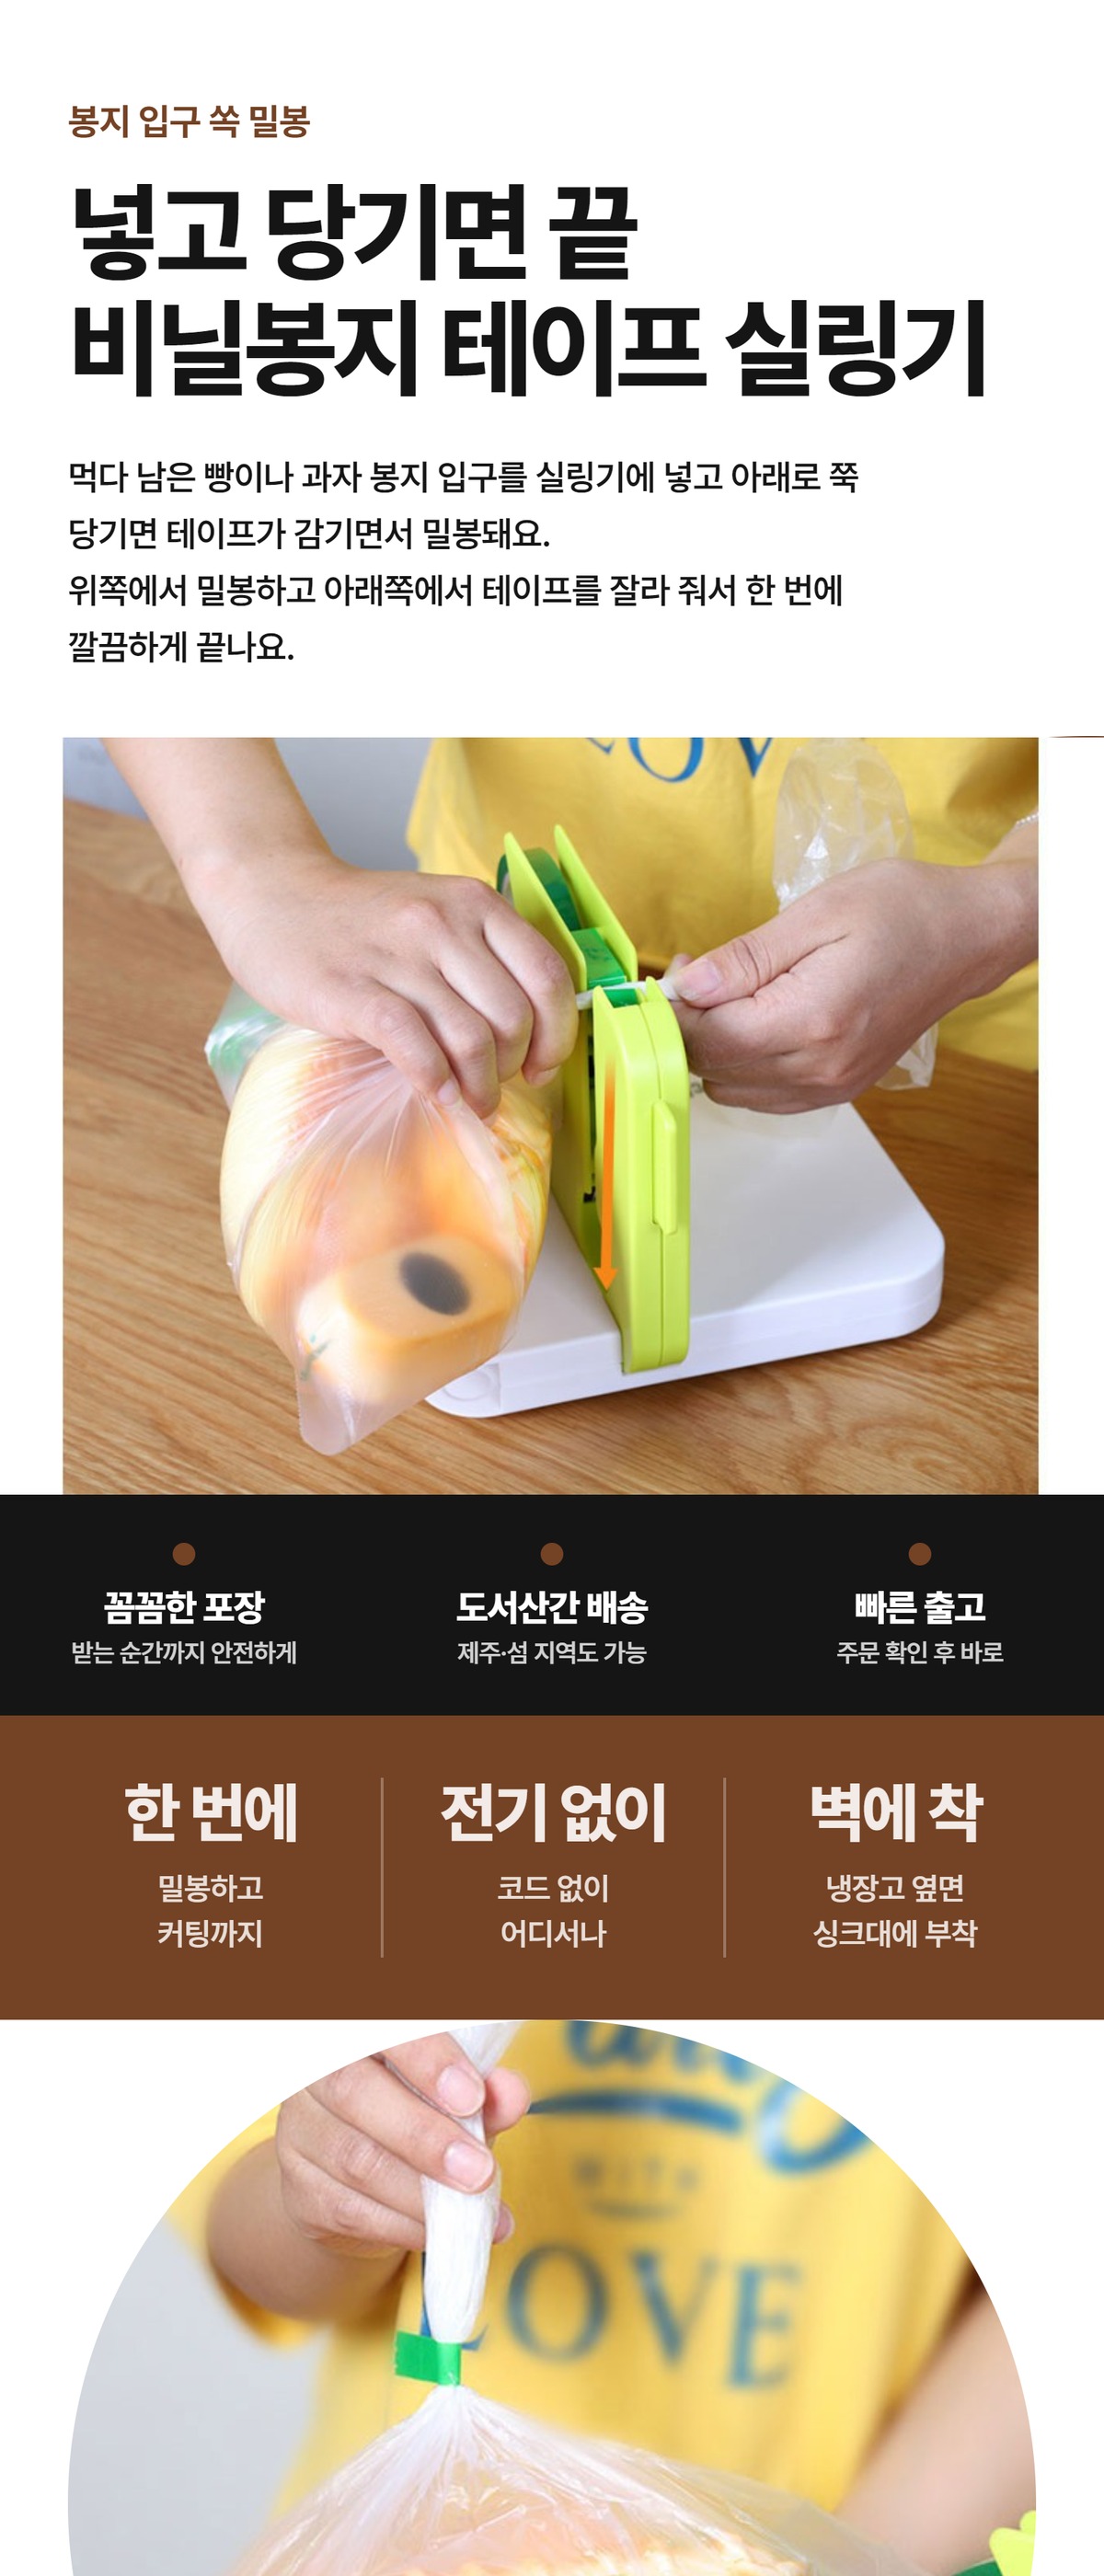 봉지 입구 쏙 밀봉
넣고 당기면 끝
비닐봉지 테이프 실링기
먹다 남은 빵이나 과자 봉지 입구를 실링기에 넣고 아래로 쭉
당기면 테이프가 감기면서 밀봉돼요.
위쪽에서 밀봉하고 아래쪽에서 테이프를 잘라 줘서 한 번에
깔끔하게 끝나요.
꼼꼼한 포장
받는 순간까지 안전하게
도서산간 배송
제주·섬 지역도 가능
빠른 출고
주문 확인 후 바로
한 번에
밀봉하고
커팅까지
전기 없이
코드 없이
어디서나
벽에 착
냉장고 옆면
싱크대에 부착
WITH
LOVE